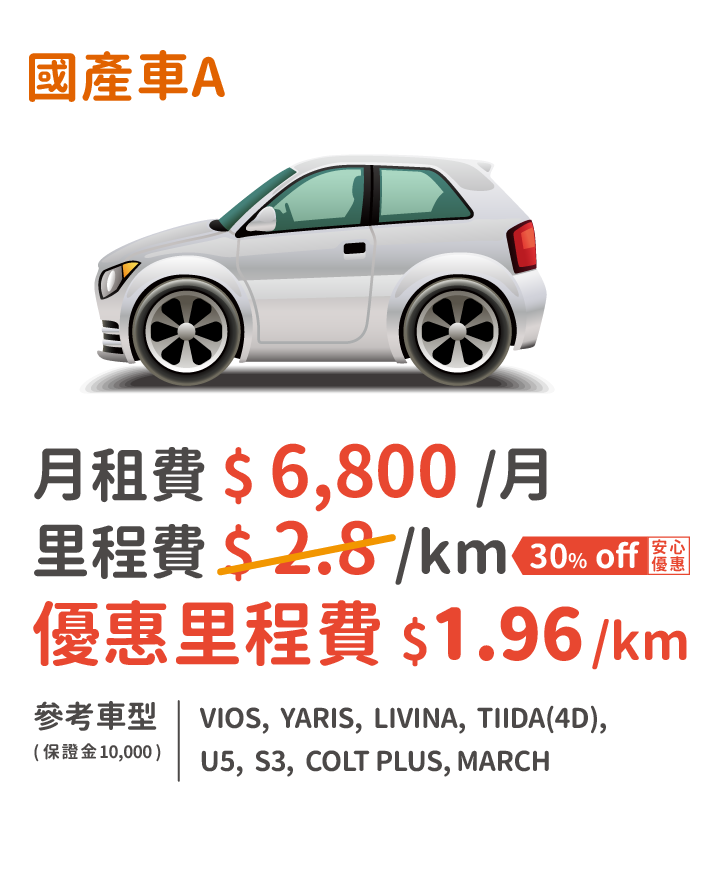 國產車A
月租費 $ 6,800 /月
里程費 $ 2.8 /km 30% off 安心優惠
優惠里程費 $1.96/km
參考車型 VIOS, YARIS, LIVINA, TIIDA(4D),
(保證金10,000) U5, S3, COLT PLUS, MARCH